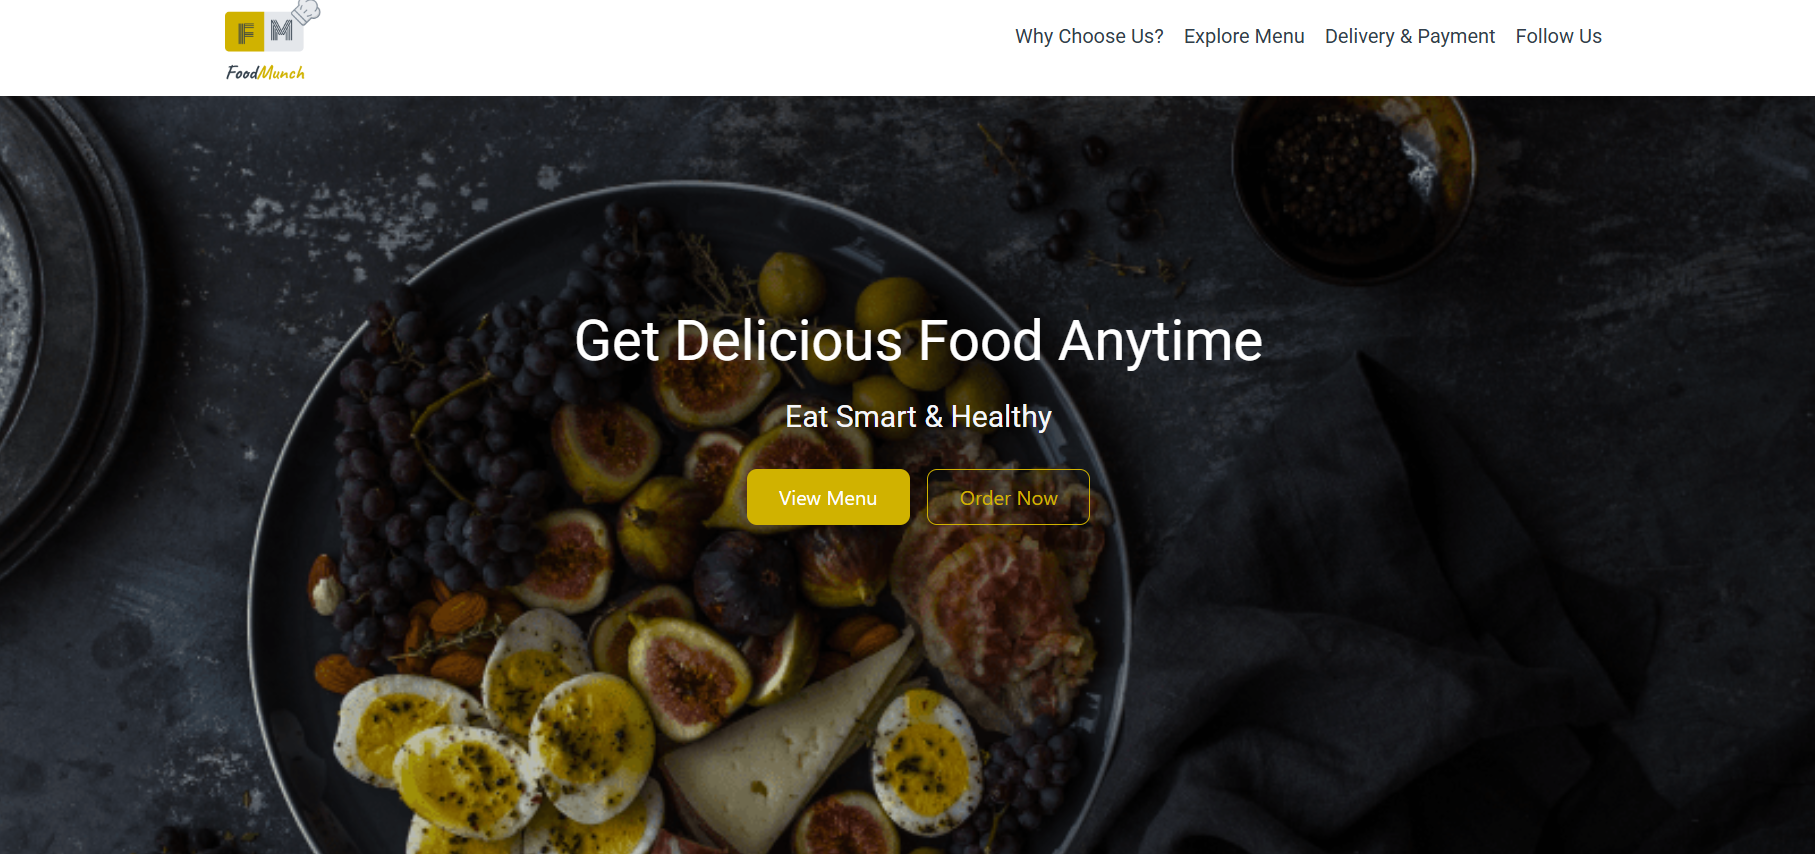 FM
FoodMunch
Why Choose Us? Explore Menu Delivery & Payment Follow Us
Get Delicious Food Anytime
Eat Smart & Healthy
View Menu Order Now